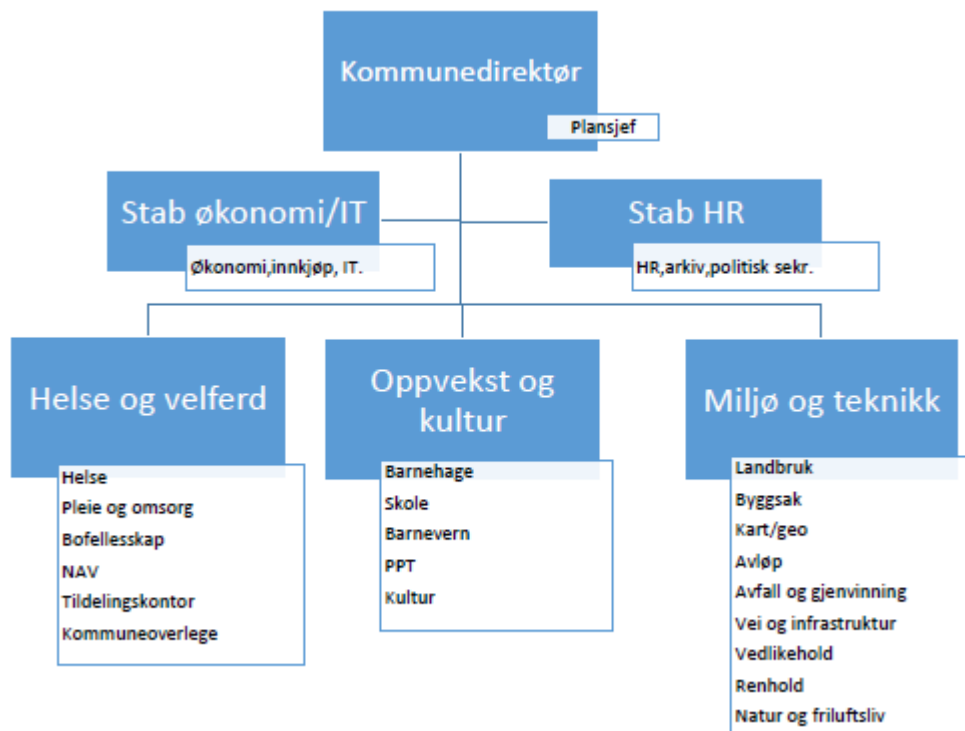 Kommunedirektør
Plansjef
Stab økonomi/IT
Økonomi,innkjøp, IT.
Stab HR
HR,arkiv,politisk sekr.
Helse og velferd
Helse
Pleie og omsorg
Bofellesskap
NAV
Tildelingskontor
Kommuneoverlege
Oppvekst og
kultur
Barnehage
Skole
Barnevern
PPT
Kultur
Miljø og teknikk
Landbruk
Byggsak
Kart/geo
Avløp
Avfall og gjenvinning
Vei og infrastruktur
Vedlikehold
Renhold
Natur og friluftsliv